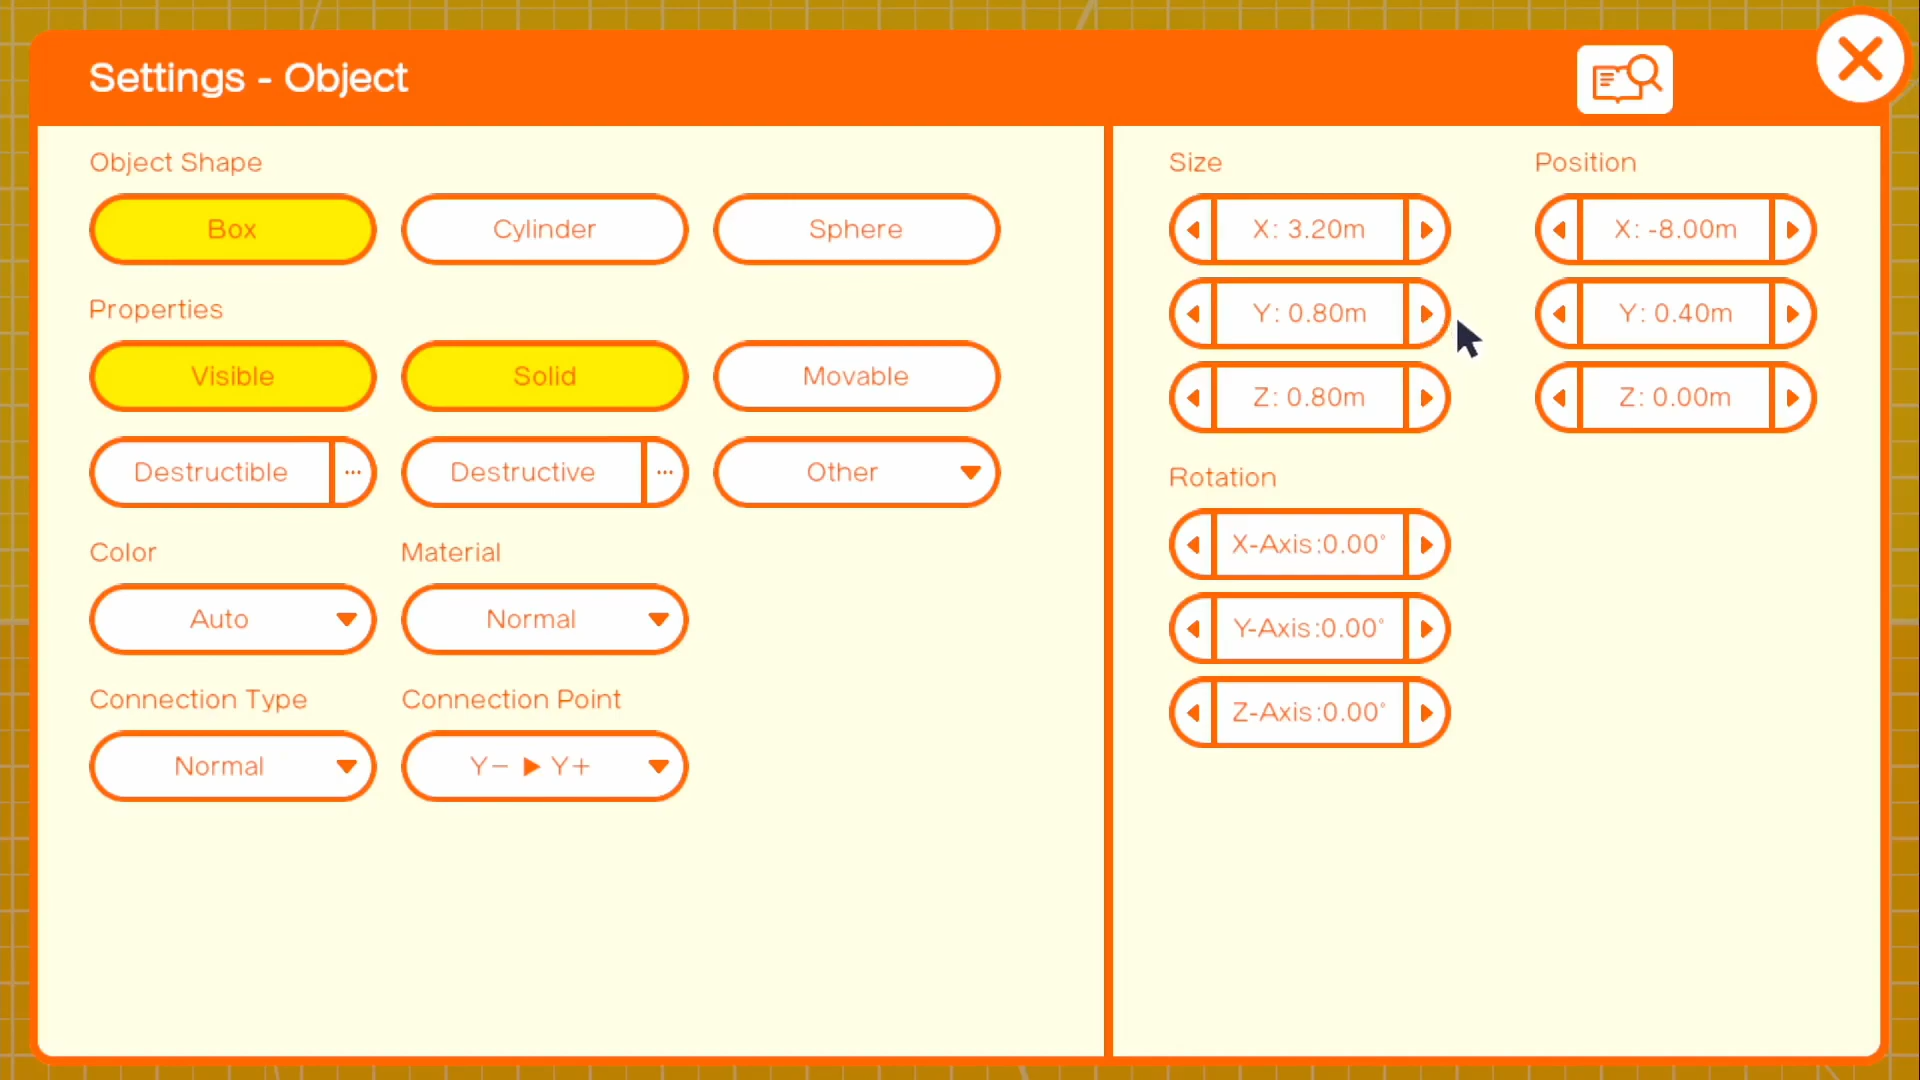 Settings - Object
Object Shape
Box
Cylinder
Sphere
Properties
Visible
Solid
Movable
Destructible ...
Destructive ...
Other
Color
Material
Auto
Normal
Connection Type
Connection Point
Normal
Y− ▶ Y+
Size
X: 3.20m
Y: 0.80m
Z: 0.80m
Position
X: -8.00m
Y: 0.40m
Z: 0.00m
Rotation
X-Axis:0.00°
Y-Axis:0.00°
Z-Axis:0.00°